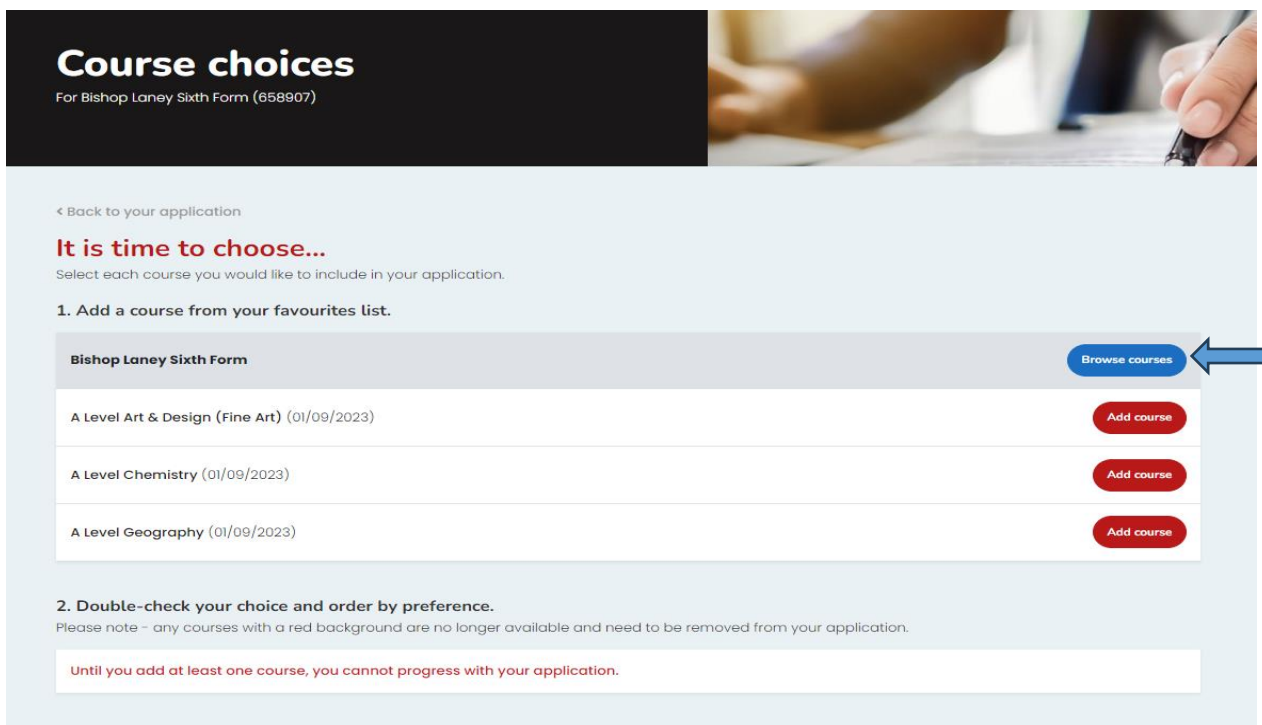 Course choices
For Bishop Laney Sixth Form (658907)
< Back to your application
It is time to choose...
Select each course you would like to include in your application.
1. Add a course from your favourites list.
Bishop Laney Sixth Form Browse courses
A Level Art & Design (Fine Art) (01/09/2023) Add course
A Level Chemistry (01/09/2023) Add course
A Level Geography (01/09/2023) Add course
2. Double-check your choice and order by preference.
Please note - any courses with a red background are no longer available and need to be removed from your application.
Until you add at least one course, you cannot progress with your application.